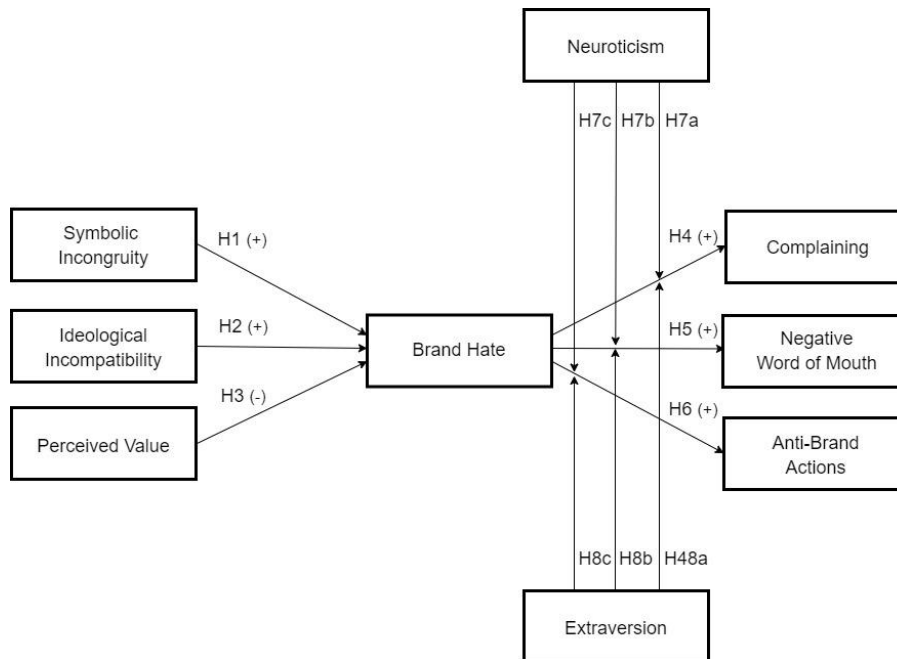 Neuroticism
H7c
H7b
H7a
Symbolic
Incongruity
H1 (+)
H4 (+)
Complaining
Ideological
Incompatibility
H2 (+)
Brand Hate
H5 (+)
Negative
Word of Mouth
H3 (-)
Perceived Value
H6 (+)
Anti-Brand
Actions
H8c
H8b
H48a
Extraversion